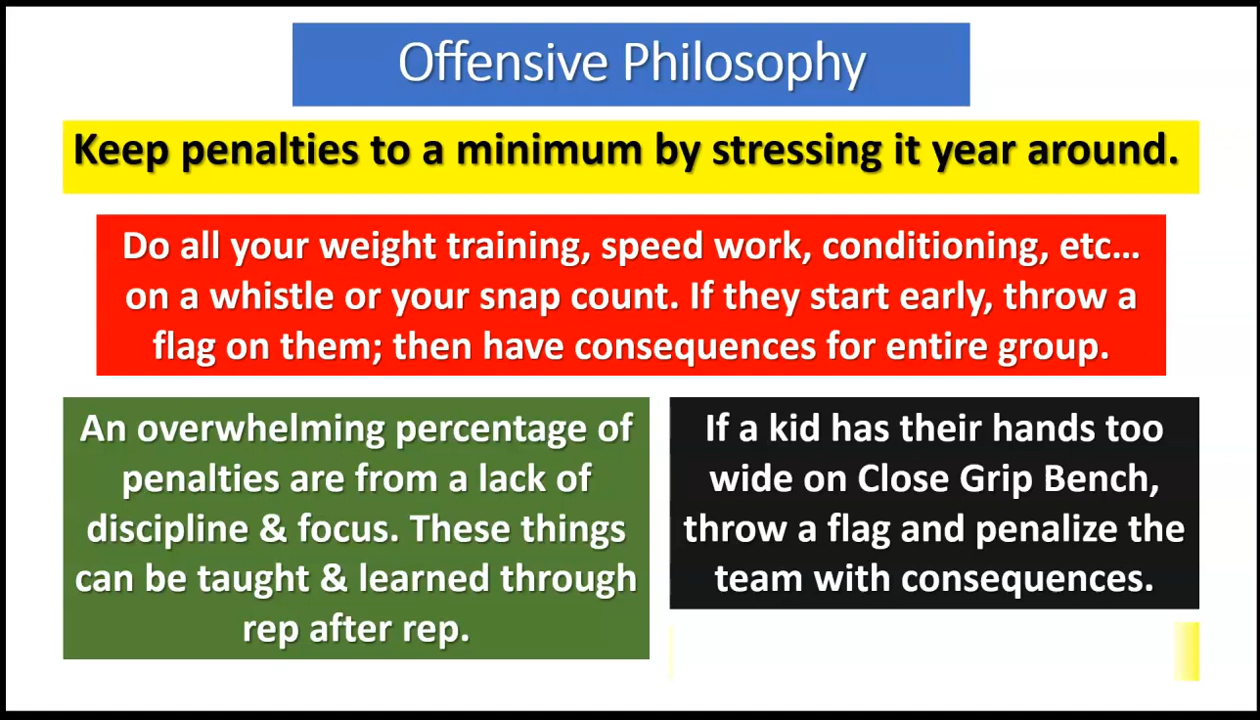 Offensive Philosophy
Keep penalties to a minimum by stressing it year around.
Do all your weight training, speed work, conditioning, etc…
on a whistle or your snap count. If they start early, throw a
flag on them; then have consequences for entire group.
An overwhelming percentage of
penalties are from a lack of
discipline & focus. These things
can be taught & learned through
rep after rep.
If a kid has their hands too
wide on Close Grip Bench,
throw a flag and penalize the
team with consequences.